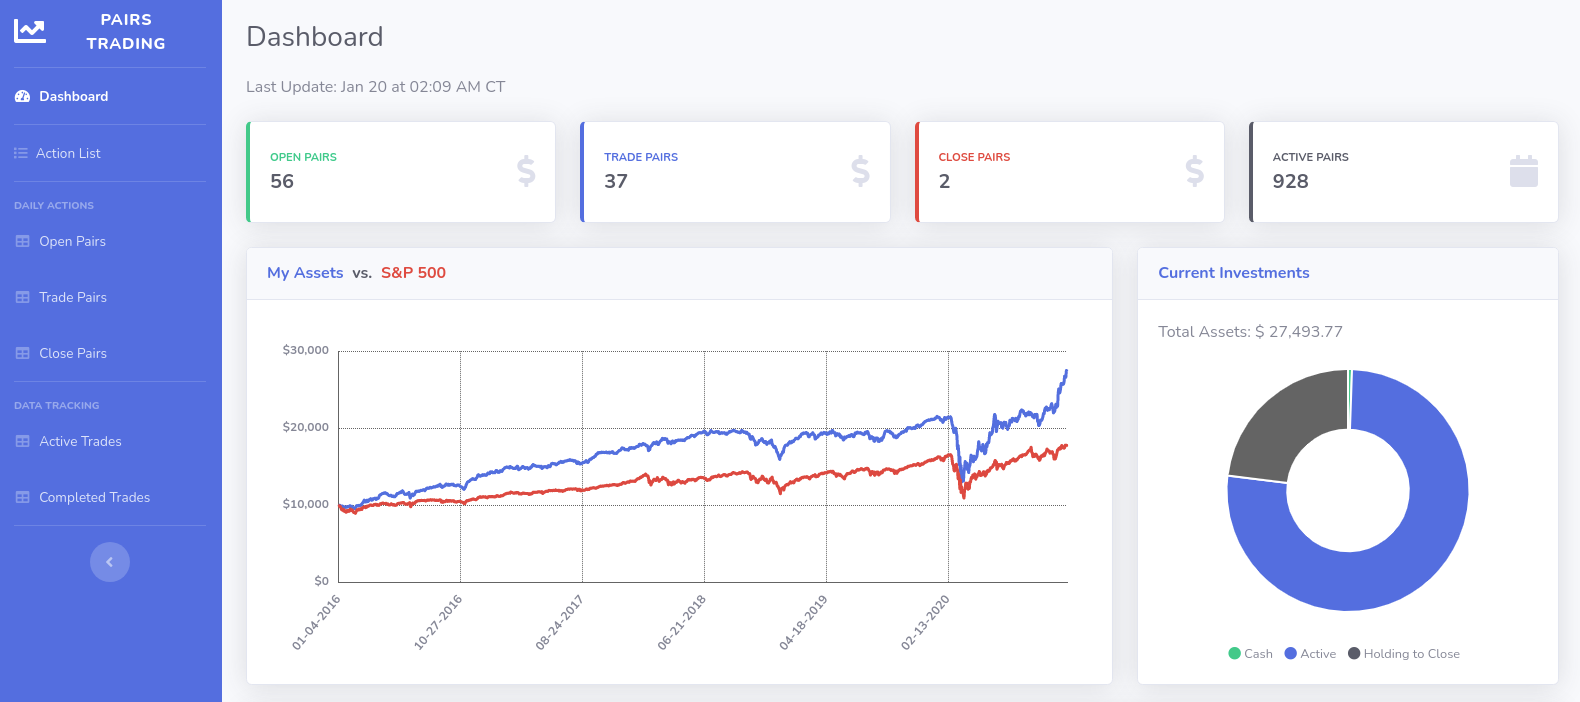 PAIRS
TRADING
Dashboard
Action List
DAILY ACTIONS
Open Pairs
Trade Pairs
Close Pairs
DATA TRACKING
Active Trades
Completed Trades
Dashboard
Last Update: Jan 20 at 02:09 AM CT
OPEN PAIRS
56
TRADE PAIRS
37
CLOSE PAIRS
2
ACTIVE PAIRS
928
My Assets vs. S&P 500
$30,000
$20,000
$10,000
$0
01-04-2016
10-27-2016
08-24-2017
06-21-2018
04-18-2019
02-13-2020
Current Investments
Total Assets: $ 27,493.77
Cash Active Holding to Close